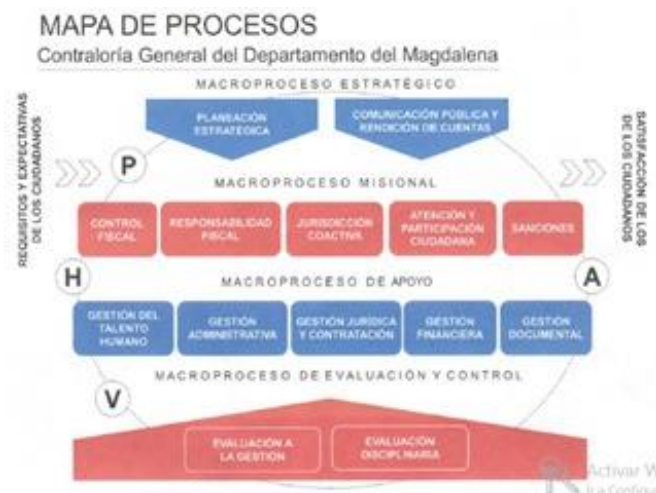 MAPA DE PROCESOS
Contraloría General del Departamento del Magdalena
MACROPROCESO ESTRATÉGICO
PLANEACIÓN
ESTRATÉGICA
COMUNICACIÓN PÚBLICA Y
RENDICIÓN DE CUENTAS
REQUISITOS Y EXPECTATIVAS
DE LOS CIUDADANOS
SATISFACCIÓN DE LOS
DE LOS CIUDADANOS
P
MACROPROCESO MISIONAL
CONTROL
FISCAL
RESPONSABILIDAD
FISCAL
JURISDICCIÓN
COACTIVA
ATENCIÓN Y
PARTICIPACIÓN
CIUDADANA
SANCIONES
H
MACROPROCESO DE APOYO
A
GESTIÓN DEL
TALENTO
HUMANO
GESTIÓN
ADMINISTRATIVA
GESTIÓN JURÍDICA
Y CONTRATACIÓN
GESTIÓN
FINANCIERA
GESTIÓN
DOCUMENTAL
MACROPROCESO DE EVALUACIÓN Y CONTROL
V
EVALUACIÓN A
LA GESTIÓN
EVALUACIÓN
DISCIPLINARIA
Activar W